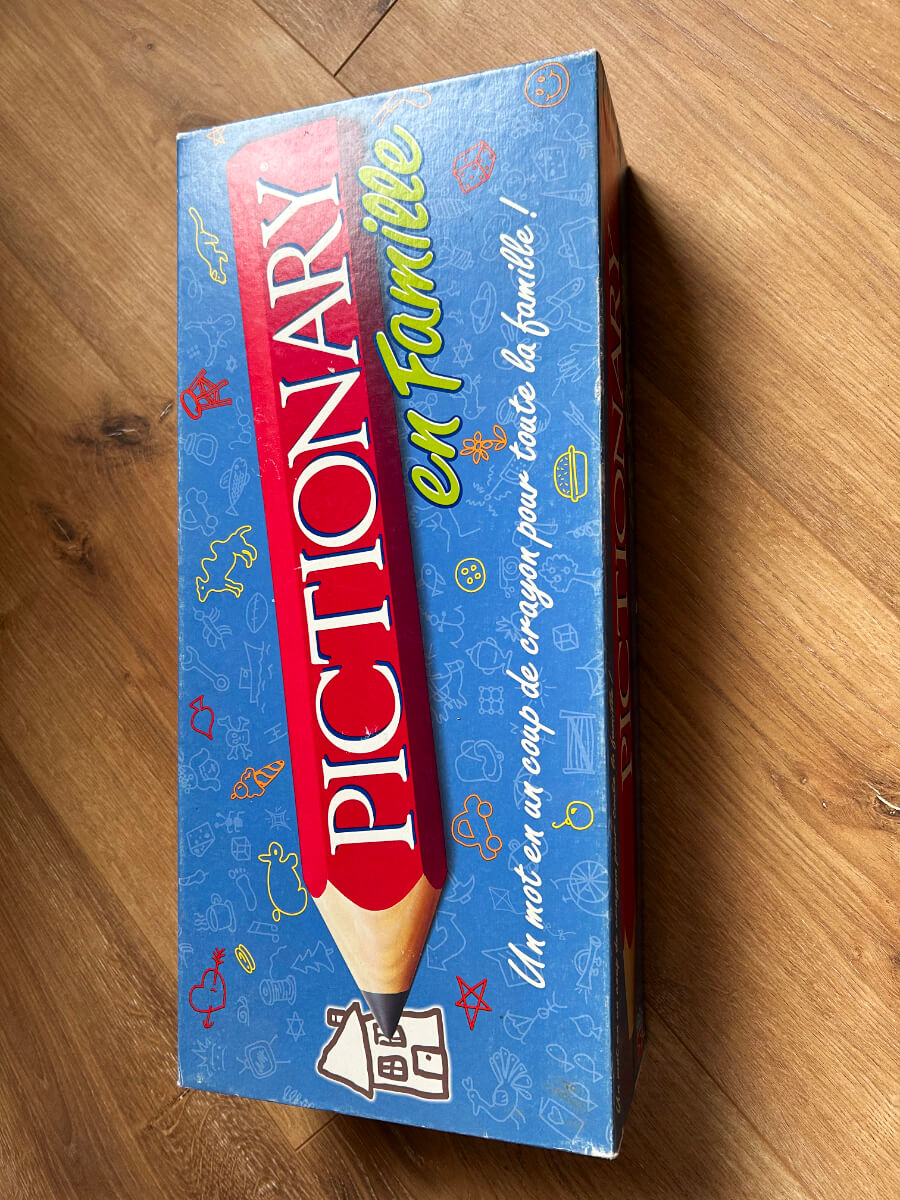 PICTIONARY
en Famille
Un mot en un coup de crayon pour toute la famille !
PICTIONARY